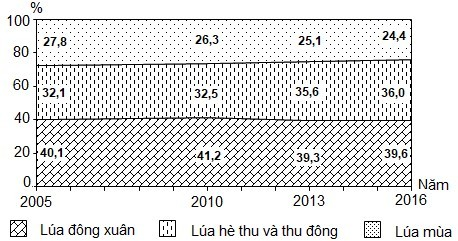 %
100
27,8 26,3 25,1 24,4
80
60
32,1 32,5 35,6 36,0
40
20
40,1 41,2 39,3 39,6
0
2005 2010 2013 2016 Năm
Lúa đông xuân Lúa hè thu và thu đông Lúa mùa